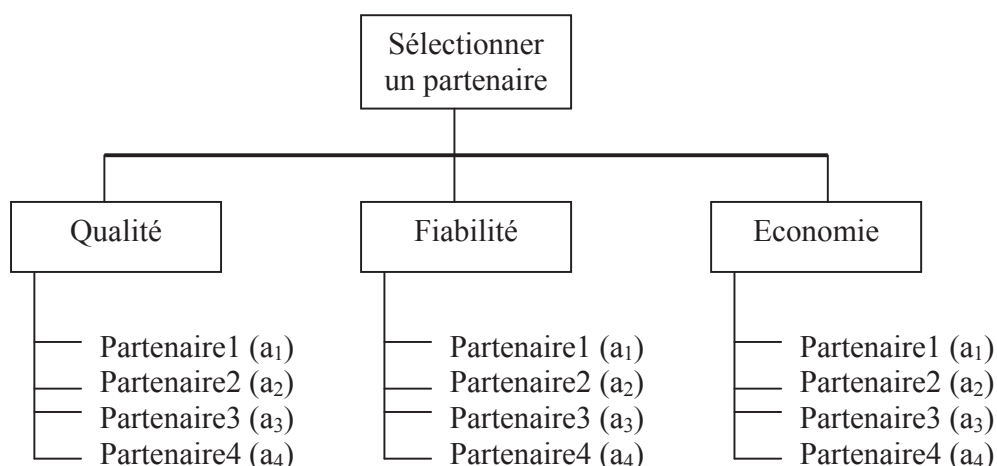 Sélectionner
un partenaire
Qualité
Fiabilité
Economie
Partenaire1 (a₁)
Partenaire2 (a₂)
Partenaire3 (a₃)
Partenaire4 (a₄)
Partenaire1 (a₁)
Partenaire2 (a₂)
Partenaire3 (a₃)
Partenaire4 (a₄)
Partenaire1 (a₁)
Partenaire2 (a₂)
Partenaire3 (a₃)
Partenaire4 (a₄)